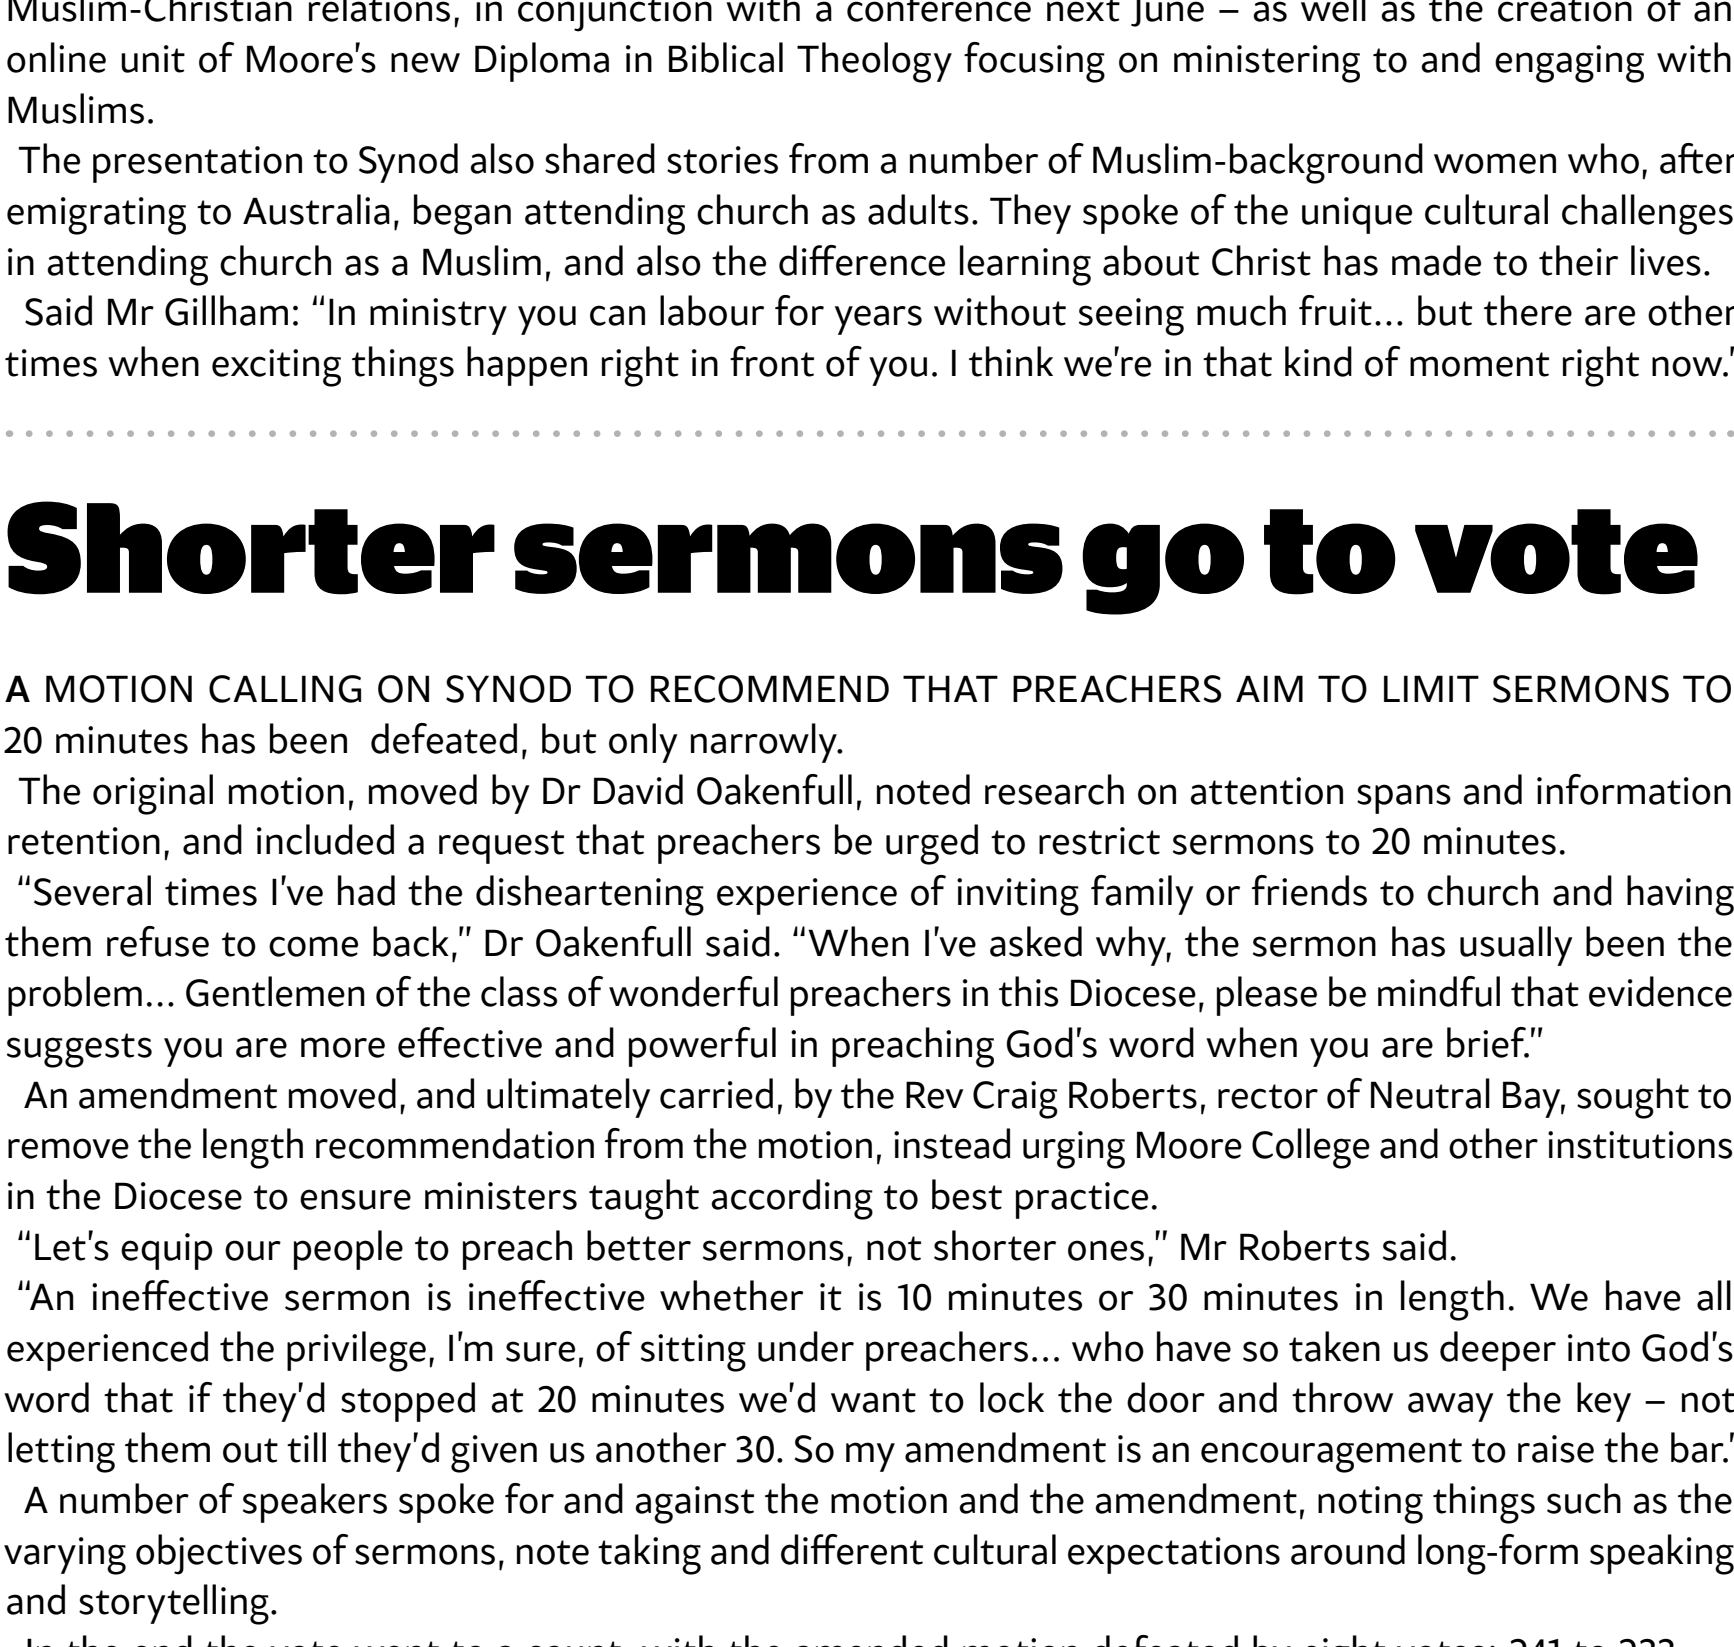 Muslim-Christian relations, in conjunction with a conference next June – as well as the creation of an
online unit of Moore’s new Diploma in Biblical Theology focusing on ministering to and engaging with
Muslims.
The presentation to Synod also shared stories from a number of Muslim-background women who, after
emigrating to Australia, began attending church as adults. They spoke of the unique cultural challenges
in attending church as a Muslim, and also the difference learning about Christ has made to their lives.
Said Mr Gillham: “In ministry you can labour for years without seeing much fruit… but there are other
times when exciting things happen right in front of you. I think we’re in that kind of moment right now.”
Shorter sermons go to vote
A MOTION CALLING ON SYNOD TO RECOMMEND THAT PREACHERS AIM TO LIMIT SERMONS TO
20 minutes has been  defeated, but only narrowly.
The original motion, moved by Dr David Oakenfull, noted research on attention spans and information
retention, and included a request that preachers be urged to restrict sermons to 20 minutes.
“Several times I’ve had the disheartening experience of inviting family or friends to church and having
them refuse to come back,” Dr Oakenfull said. “When I’ve asked why, the sermon has usually been the
problem… Gentlemen of the class of wonderful preachers in this Diocese, please be mindful that evidence
suggests you are more effective and powerful in preaching God’s word when you are brief.”
An amendment moved, and ultimately carried, by the Rev Craig Roberts, rector of Neutral Bay, sought to
remove the length recommendation from the motion, instead urging Moore College and other institutions
in the Diocese to ensure ministers taught according to best practice.
“Let’s equip our people to preach better sermons, not shorter ones,” Mr Roberts said.
“An ineffective sermon is ineffective whether it is 10 minutes or 30 minutes in length. We have all
experienced the privilege, I’m sure, of sitting under preachers… who have so taken us deeper into God’s
word that if they’d stopped at 20 minutes we’d want to lock the door and throw away the key – not
letting them out till they’d given us another 30. So my amendment is an encouragement to raise the bar.”
A number of speakers spoke for and against the motion and the amendment, noting things such as the
varying objectives of sermons, note taking and different cultural expectations around long-form speaking
and storytelling.
In the end the vote went to a count, with the amended motion defeated by eight votes: 241 to 233.